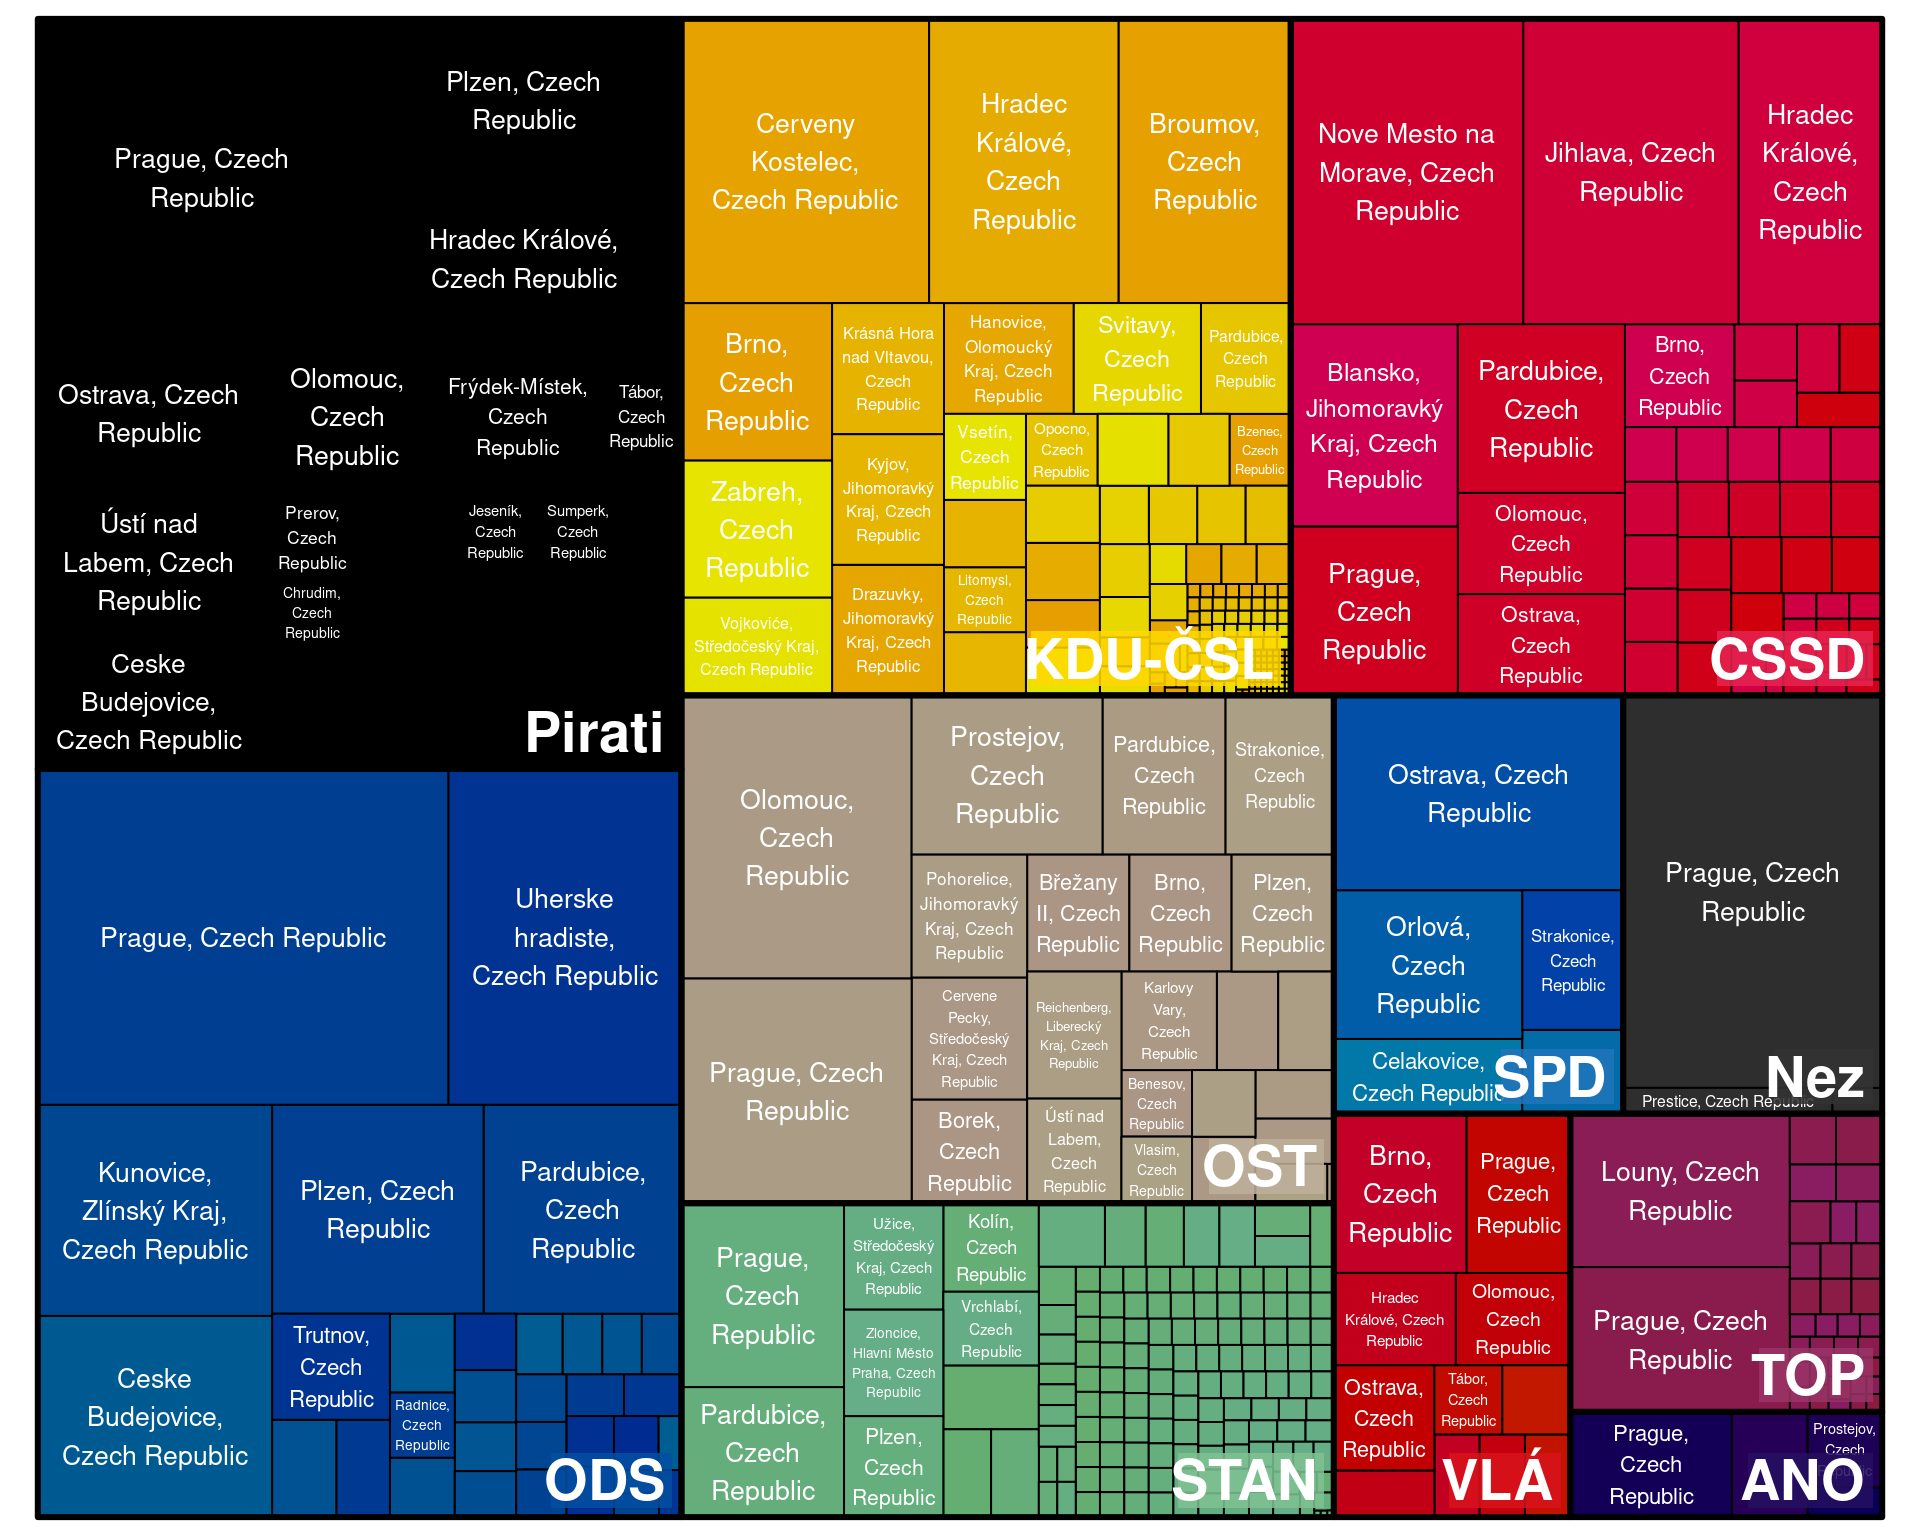 Prague, Czech
Republic
Plzen, Czech
Republic
Hradec Králové,
Czech Republic
Ostrava, Czech
Republic
Olomouc,
Czech
Republic
Frýdek-Místek,
Czech
Republic
Tábor,
Czech
Republic
Ústí nad
Labem, Czech
Republic
Prerov,
Czech
Republic
Jeseník,
Czech
Republic
Sumperk,
Czech
Republic
Chrudim,
Czech
Republic
Ceske
Budejovice,
Czech Republic
Pirati
Cerveny
Kostelec,
Czech Republic
Hradec
Králové,
Czech
Republic
Broumov,
Czech
Republic
Brno,
Czech
Republic
Krásná Hora
nad Vltavou,
Czech
Republic
Hanovice,
Olomoucký
Kraj, Czech
Republic
Svitavy,
Czech
Republic
Pardubice,
Czech
Republic
Zabreh,
Czech
Republic
Kyjov,
Jihomoravký
Kraj, Czech
Republic
Vsetín,
Czech
Republic
Opocno,
Czech
Republic
Bzenec,
Czech
Republic
Vojkoviće,
Středočeský Kraj,
Czech Republic
Drazuvky,
Jihomoravký
Kraj, Czech
Republic
Litomysl,
Czech
Republic
KDU-ČSL
Nove Mesto na
Morave, Czech
Republic
Jihlava, Czech
Republic
Hradec
Králové,
Czech
Republic
Blansko,
Jihomoravký
Kraj, Czech
Republic
Pardubice,
Czech
Republic
Brno,
Czech
Republic
Prague,
Czech
Republic
Olomouc,
Czech
Republic
Ostrava,
Czech
Republic
CSSD
Prague, Czech Republic
Uherske
hradiste,
Czech Republic
Kunovice,
Zlínský Kraj,
Czech Republic
Plzen, Czech
Republic
Pardubice,
Czech
Republic
Ceske
Budejovice,
Czech Republic
Trutnov,
Czech
Republic
Radnice,
Czech
Republic
ODS
Olomouc,
Czech
Republic
Prostejov,
Czech
Republic
Pardubice,
Czech
Republic
Strakonice,
Czech
Republic
Pohorelice,
Jihomoravký
Kraj, Czech
Republic
Břežany
II, Czech
Republic
Brno,
Czech
Republic
Plzen,
Czech
Republic
Prague, Czech
Republic
Cervene
Pecky,
Středočeský
Kraj, Czech
Republic
Reichenberg,
Liberecký
Kraj, Czech
Republic
Karlovy
Vary,
Czech
Republic
Borek,
Czech
Republic
Ústí nad
Labem,
Czech
Republic
Benesov,
Czech
Republic
Vlasim,
Czech
Republic
OST
Prague,
Czech
Republic
Užice,
Středočeský
Kraj, Czech
Republic
Kolín,
Czech
Republic
Zloncice,
Hlavní Město
Praha, Czech
Republic
Vrchlabí,
Czech
Republic
Pardubice,
Czech
Republic
Plzen,
Czech
Republic
STAN
Ostrava, Czech
Republic
Orlová,
Czech
Republic
Strakonice,
Czech
Republic
Celakovice,
Czech Republic
SPD
Prague, Czech
Republic
Prestice, Czech Republic
Nez
Brno,
Czech
Republic
Prague,
Czech
Republic
Hradec
Králové, Czech
Republic
Olomouc,
Czech
Republic
Ostrava,
Czech
Republic
Tábor,
Czech
Republic
VLÁ
Louny, Czech
Republic
Prague, Czech
Republic
TOP
Prague,
Czech
Republic
Prostejov,
Czech
ANO